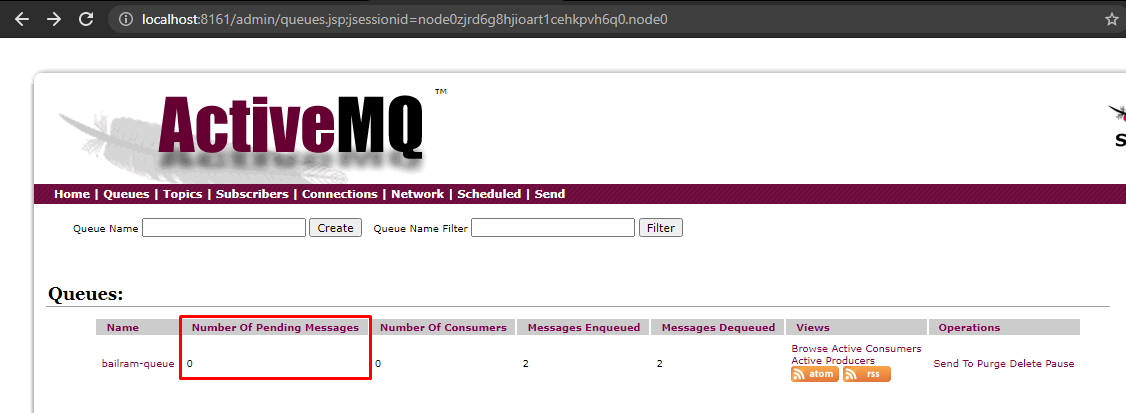 localhost:8161/admin/queues.jsp;jsessionid=node0zjrd6g8hjioart1cehkpvh6q0.node0
ActiveMQ™
Home | Queues | Topics | Subscribers | Connections | Network | Scheduled | Send
Queue Name Create Queue Name Filter Filter
Queues:
Name Number Of Pending Messages Number Of Consumers Messages Enqueued Messages Dequeued Views Operations
bailram-queue 0 0 2 2 Browse Active Consumers
Active Producers
atom rss
Send To Purge Delete Pause